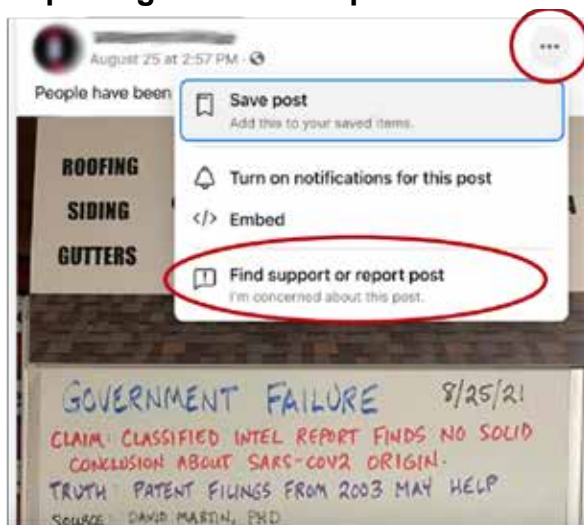 August 25 at 2:57 PM ·
...
People have been
Save post
Add this to your saved items.
Turn on notifications for this post
</> Embed
Find support or report post
I'm concerned about this post.
ROOFING
SIDING
GUTTERS
A
GOVERNMENT FAILURE 8/25/21
CLAIM: CLASSIFIED INTEL REPORT FINDS NO SOLID
CONCLUSION ABOUT SARS-COV2 ORIGIN.
TRUTH: PATENT FILINGS FROM 2003 MAY HELP
SOURCE: DAVID MARTIN, PHD